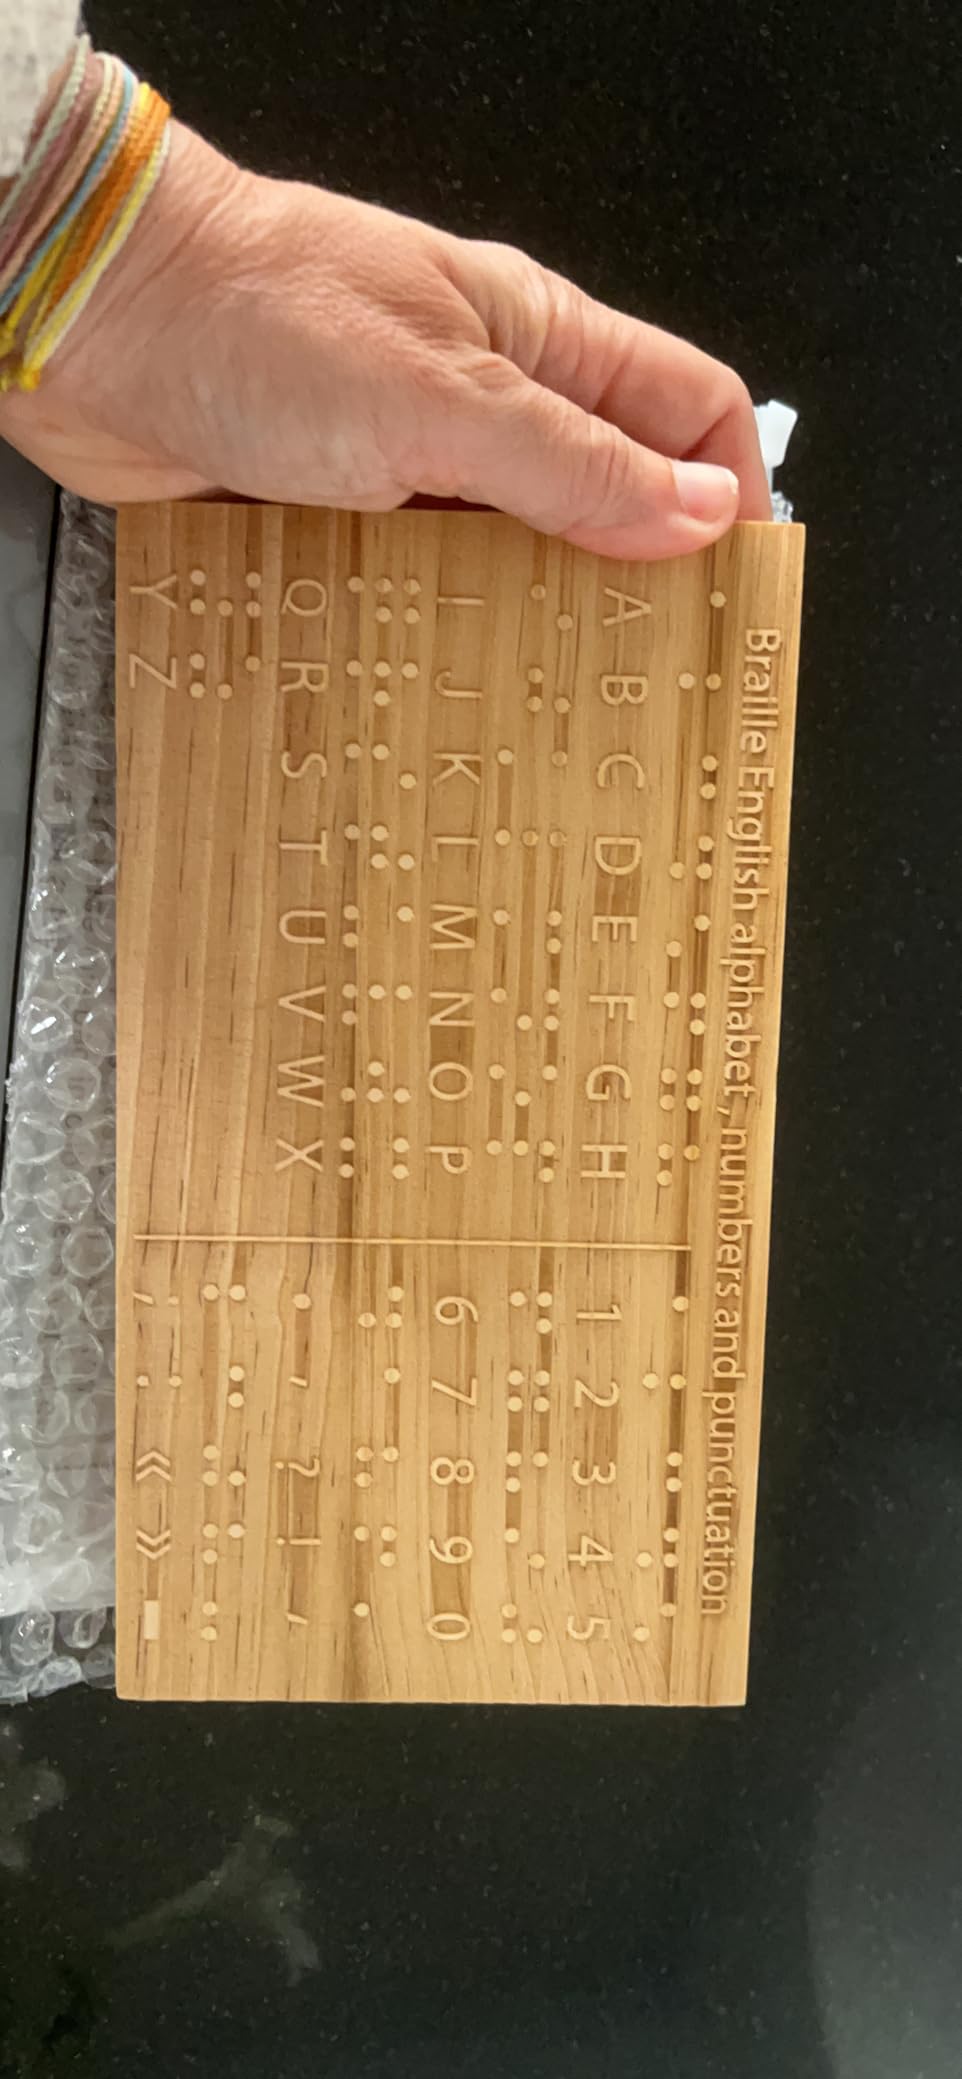 Braille English alphabet, numbers and punctuation
A B C D E F G H 1 2 3 4 5
I J K L M N O P 6 7 8 9 0
Q R S T U V W X . , ? ! '
Y Z ; : « » -